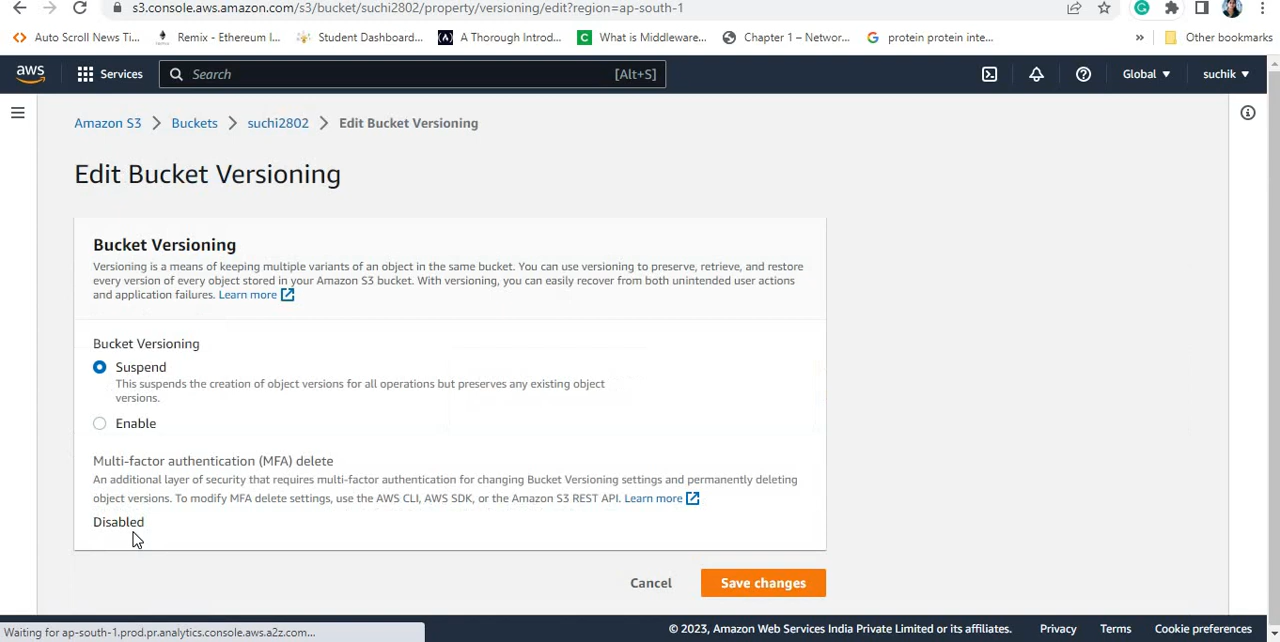 s3.console.aws.amazon.com/s3/bucket/suchi2802/property/versioning/edit?region=ap-south-1
Auto Scroll News Ti... Remix - Ethereum I... Student Dashboard... A Thorough Introd... What is Middleware... Chapter 1 – Networ... protein protein inte... » Other bookmarks
aws Services Search [Alt+S] Global suchik
Amazon S3 > Buckets > suchi2802 > Edit Bucket Versioning
Edit Bucket Versioning
Bucket Versioning
Versioning is a means of keeping multiple variants of an object in the same bucket. You can use versioning to preserve, retrieve, and restore
every version of every object stored in your Amazon S3 bucket. With versioning, you can easily recover from both unintended user actions
and application failures. Learn more
Bucket Versioning
Suspend
This suspends the creation of object versions for all operations but preserves any existing object
versions.
Enable
Multi-factor authentication (MFA) delete
An additional layer of security that requires multi-factor authentication for changing Bucket Versioning settings and permanently deleting
object versions. To modify MFA delete settings, use the AWS CLI, AWS SDK, or the Amazon S3 REST API. Learn more
Disabled
Cancel Save changes
Waiting for ap-south-1.prod.pr.analytics.console.aws.a2z.com... © 2023, Amazon Web Services India Private Limited or its affiliates. Privacy Terms Cookie preferences